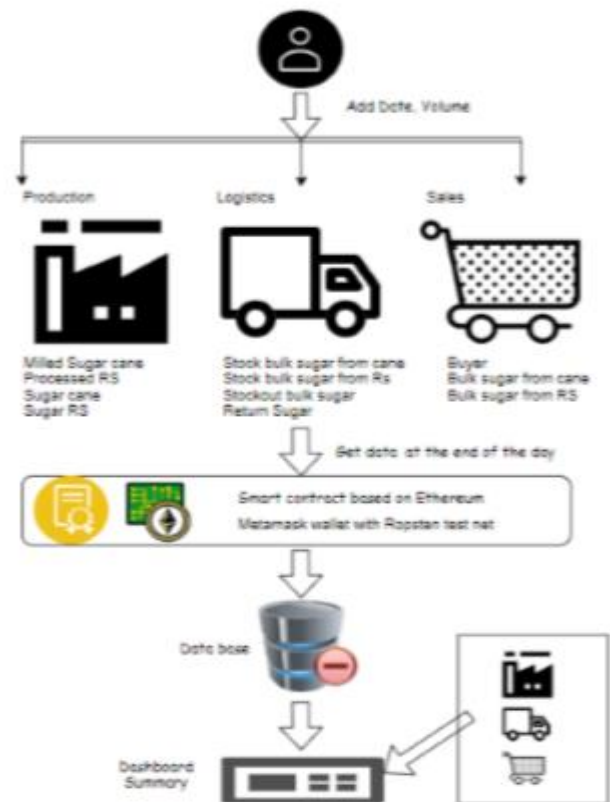 Add Date, Volume
Production
Logistics
Sales
Milled Sugar cane
Processed RS
Sugar cane
Sugar RS
Stock bulk sugar from cane
Stock bulk sugar from Rs
Stockout bulk sugar
Return Sugar
Buyer
Bulk sugar from cane
Bulk sugar from RS
Get data at the end of the day
Smart contract based on Ethereum
Metamask wallet with Ropsten test net
Data base
Dashboard
Summary